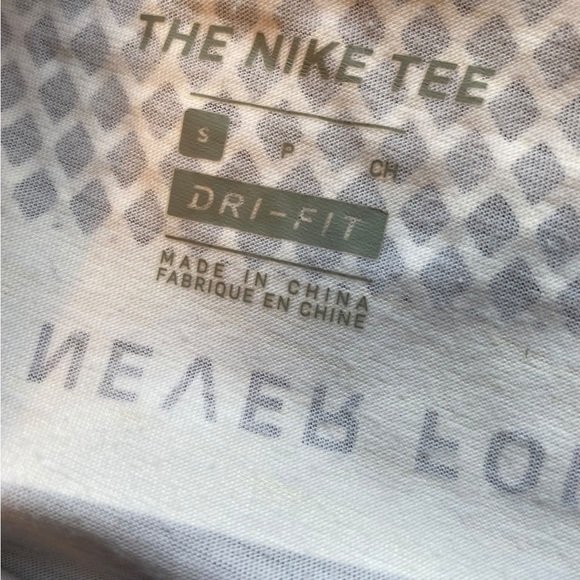 THE NIKE TEE
S P CH
DRI-FIT
MADE IN CHINA
FABRIQUE EN CHINE
NEVER